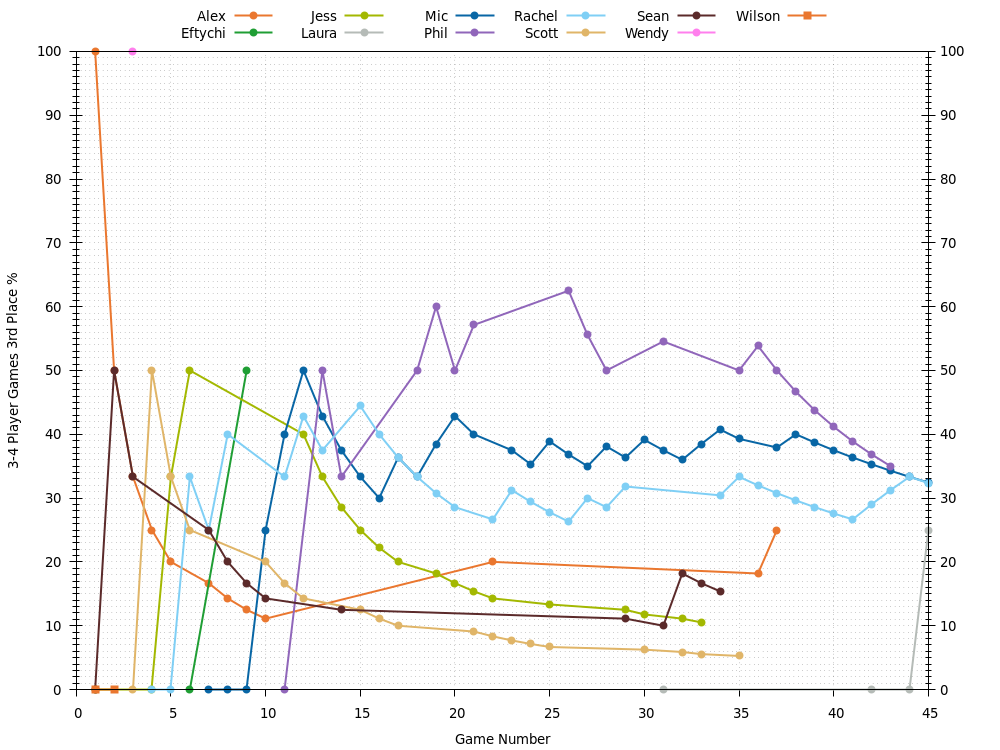 Alex Jess Mic Rachel Sean Wilson
Eftychi Laura Phil Scott Wendy
100 100
90 90
80 80
70 70
60 60
50 50
40 40
30 30
20 20
10 10
0 0
0 5 10 15 20 25 30 35 40 45
3-4 Player Games 3rd Place %
Game Number